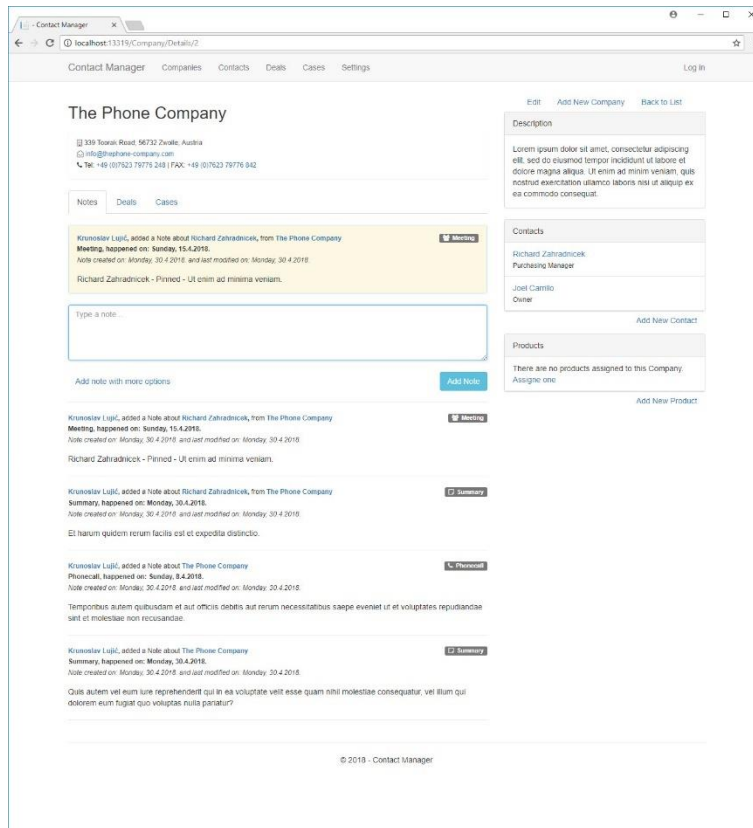 - Contact Manager
localhost:13319/Company/Details/2
Contact Manager Companies Contacts Deals Cases Settings Log in
The Phone Company
339 Toorak Road, 56732 Zwolle, Austria
info@thephone-company.com
Tel: +49 (0)7623 79776 248 | FAX: +49 (0)7623 79776 842
Notes Deals Cases
Krunoslav Lujić, added a Note about Richard Zahradnicek, from The Phone Company Meeting
Meeting, happened on: Sunday, 15.4.2018.
Note created on: Monday, 30.4.2018. and last modified on: Monday, 30.4.2018.
Richard Zahradnicek - Pinned - Ut enim ad minima veniam.
Type a note...
Add note with more options Add Note
Krunoslav Lujić, added a Note about Richard Zahradnicek, from The Phone Company Meeting
Meeting, happened on: Sunday, 15.4.2018.
Note created on: Monday, 30.4.2018. and last modified on: Monday, 30.4.2018.
Richard Zahradnicek - Pinned - Ut enim ad minima veniam.
Krunoslav Lujić, added a Note about Richard Zahradnicek, from The Phone Company Summary
Summary, happened on: Monday, 30.4.2018.
Note created on: Monday, 30.4.2018. and last modified on: Monday, 30.4.2018.
Et harum quidem rerum facilis est et expedita distinctio.
Krunoslav Lujić, added a Note about The Phone Company Phonecall
Phonecall, happened on: Sunday, 8.4.2018.
Note created on: Monday, 30.4.2018. and last modified on: Monday, 30.4.2018.
Temporibus autem quibusdam et aut officiis debitis aut rerum necessitatibus saepe eveniet ut et voluptates repudiandae
sint et molestiae non recusandae.
Krunoslav Lujić, added a Note about The Phone Company Summary
Summary, happened on: Monday, 30.4.2018.
Note created on: Monday, 30.4.2018. and last modified on: Monday, 30.4.2018.
Quis autem vel eum iure reprehenderit qui in ea voluptate velit esse quam nihil molestiae consequatur, vel illum qui
dolorem eum fugiat quo voluptas nulla pariatur?
Edit Add New Company Back to List
Description
Lorem ipsum dolor sit amet, consectetur adipiscing
elit, sed do eiusmod tempor incididunt ut labore et
dolore magna aliqua. Ut enim ad minim veniam, quis
nostrud exercitation ullamco laboris nisi ut aliquip ex
ea commodo consequat.
Contacts
Richard Zahradnicek
Purchasing Manager
Joel Camilo
Owner
Add New Contact
Products
There are no products assigned to this Company.
Assigne one
Add New Product
© 2018 - Contact Manager